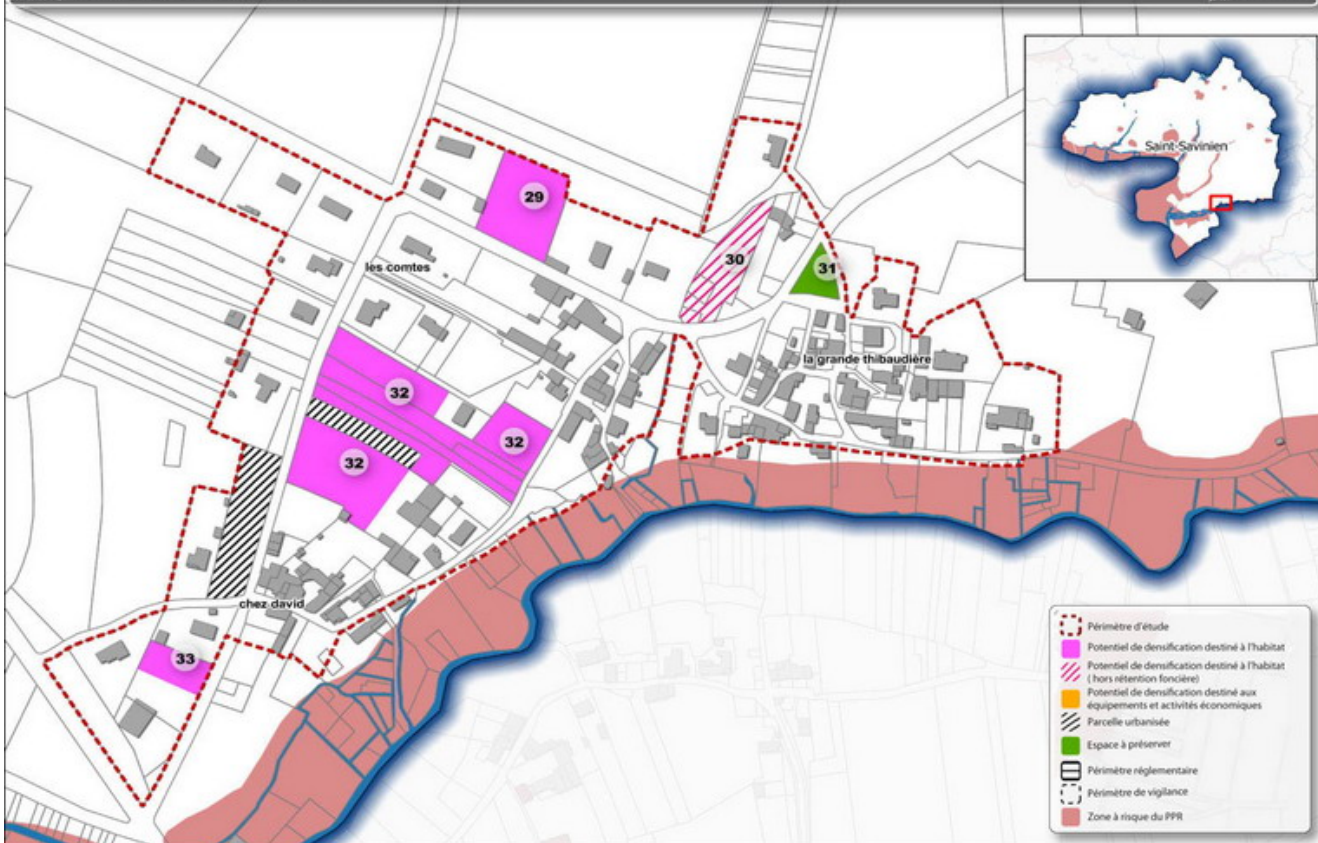 Saint-Savinien
29
30
31
les comtes
la grande thibaudière
32
32
32
chez david
33
Périmètre d'étude
Potentiel de densification destiné à l'habitat
Potentiel de densification destiné à l'habitat
( hors rétention foncière)
Potentiel de densification destiné aux
équipements et activités économiques
Parcelle urbanisée
Espace à préserver
Périmètre réglementaire
Périmètre de vigilance
Zone à risque du PPR